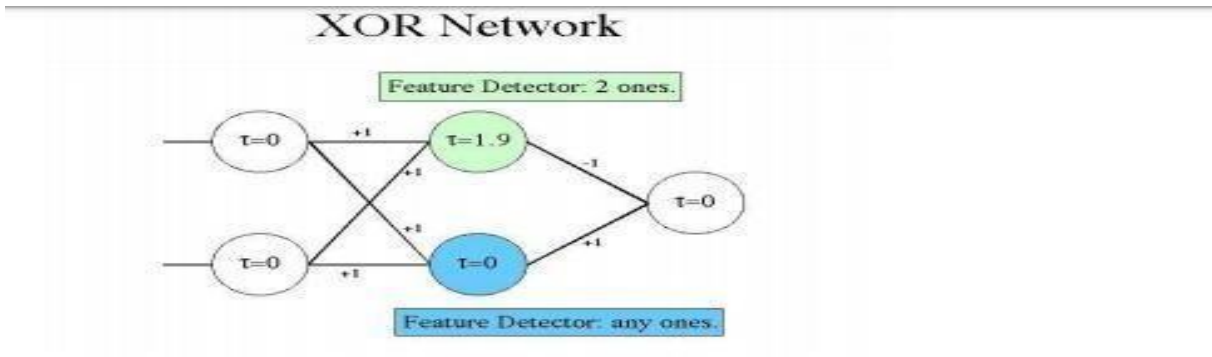 XOR Network
Feature Detector: 2 ones.
τ=0
+1
τ=1.9
+1
-1
τ=0
+1
τ=0
+1
τ=0
+1
Feature Detector: any ones.